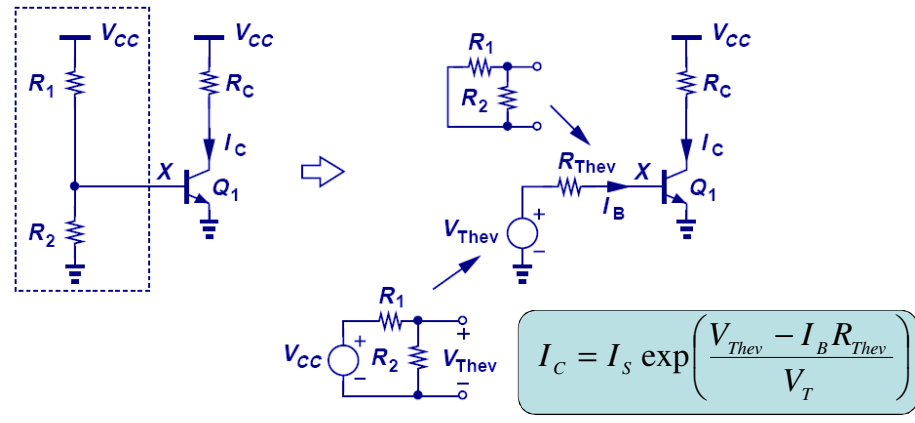 V_CC V_CC
R_1 R_C
I_C
X
Q_1
R_2
R_1
R_2
V_CC
R_C
R_Thev I_C
X
I_B Q_1
V_Thev + −
R_1
V_CC + − R_2 + V_Thev −
I_C = I_S exp((V_Thev − I_B R_Thev) / V_T)